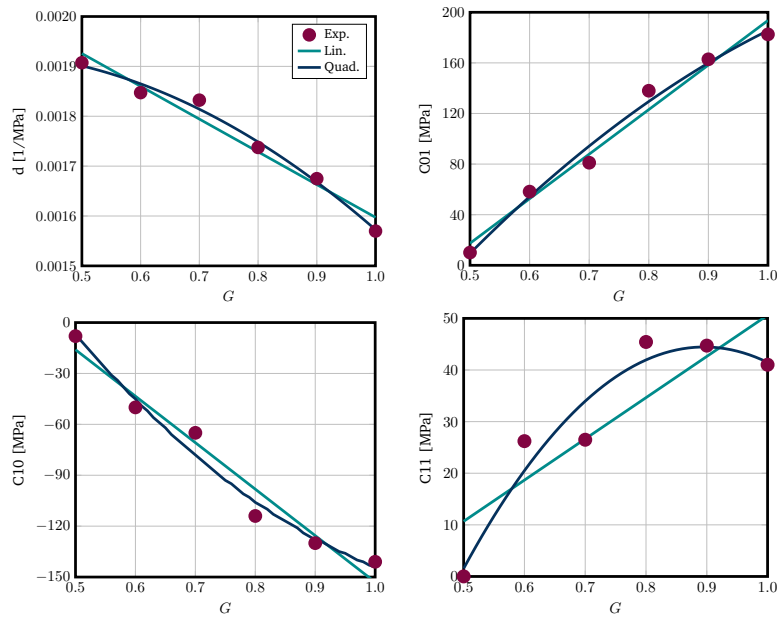 0.0020
0.0019
0.0018
0.0017
0.0016
0.0015
0.5 0.6 0.7 0.8 0.9 1.0
G
d [1/MPa]
Exp.
Lin.
Quad.
200
160
120
80
40
0
0.5 0.6 0.7 0.8 0.9 1.0
G
C01 [MPa]
0
−30
−60
−90
−120
−150
0.5 0.6 0.7 0.8 0.9 1.0
G
C10 [MPa]
50
40
30
20
10
0
0.5 0.6 0.7 0.8 0.9 1.0
G
C11 [MPa]